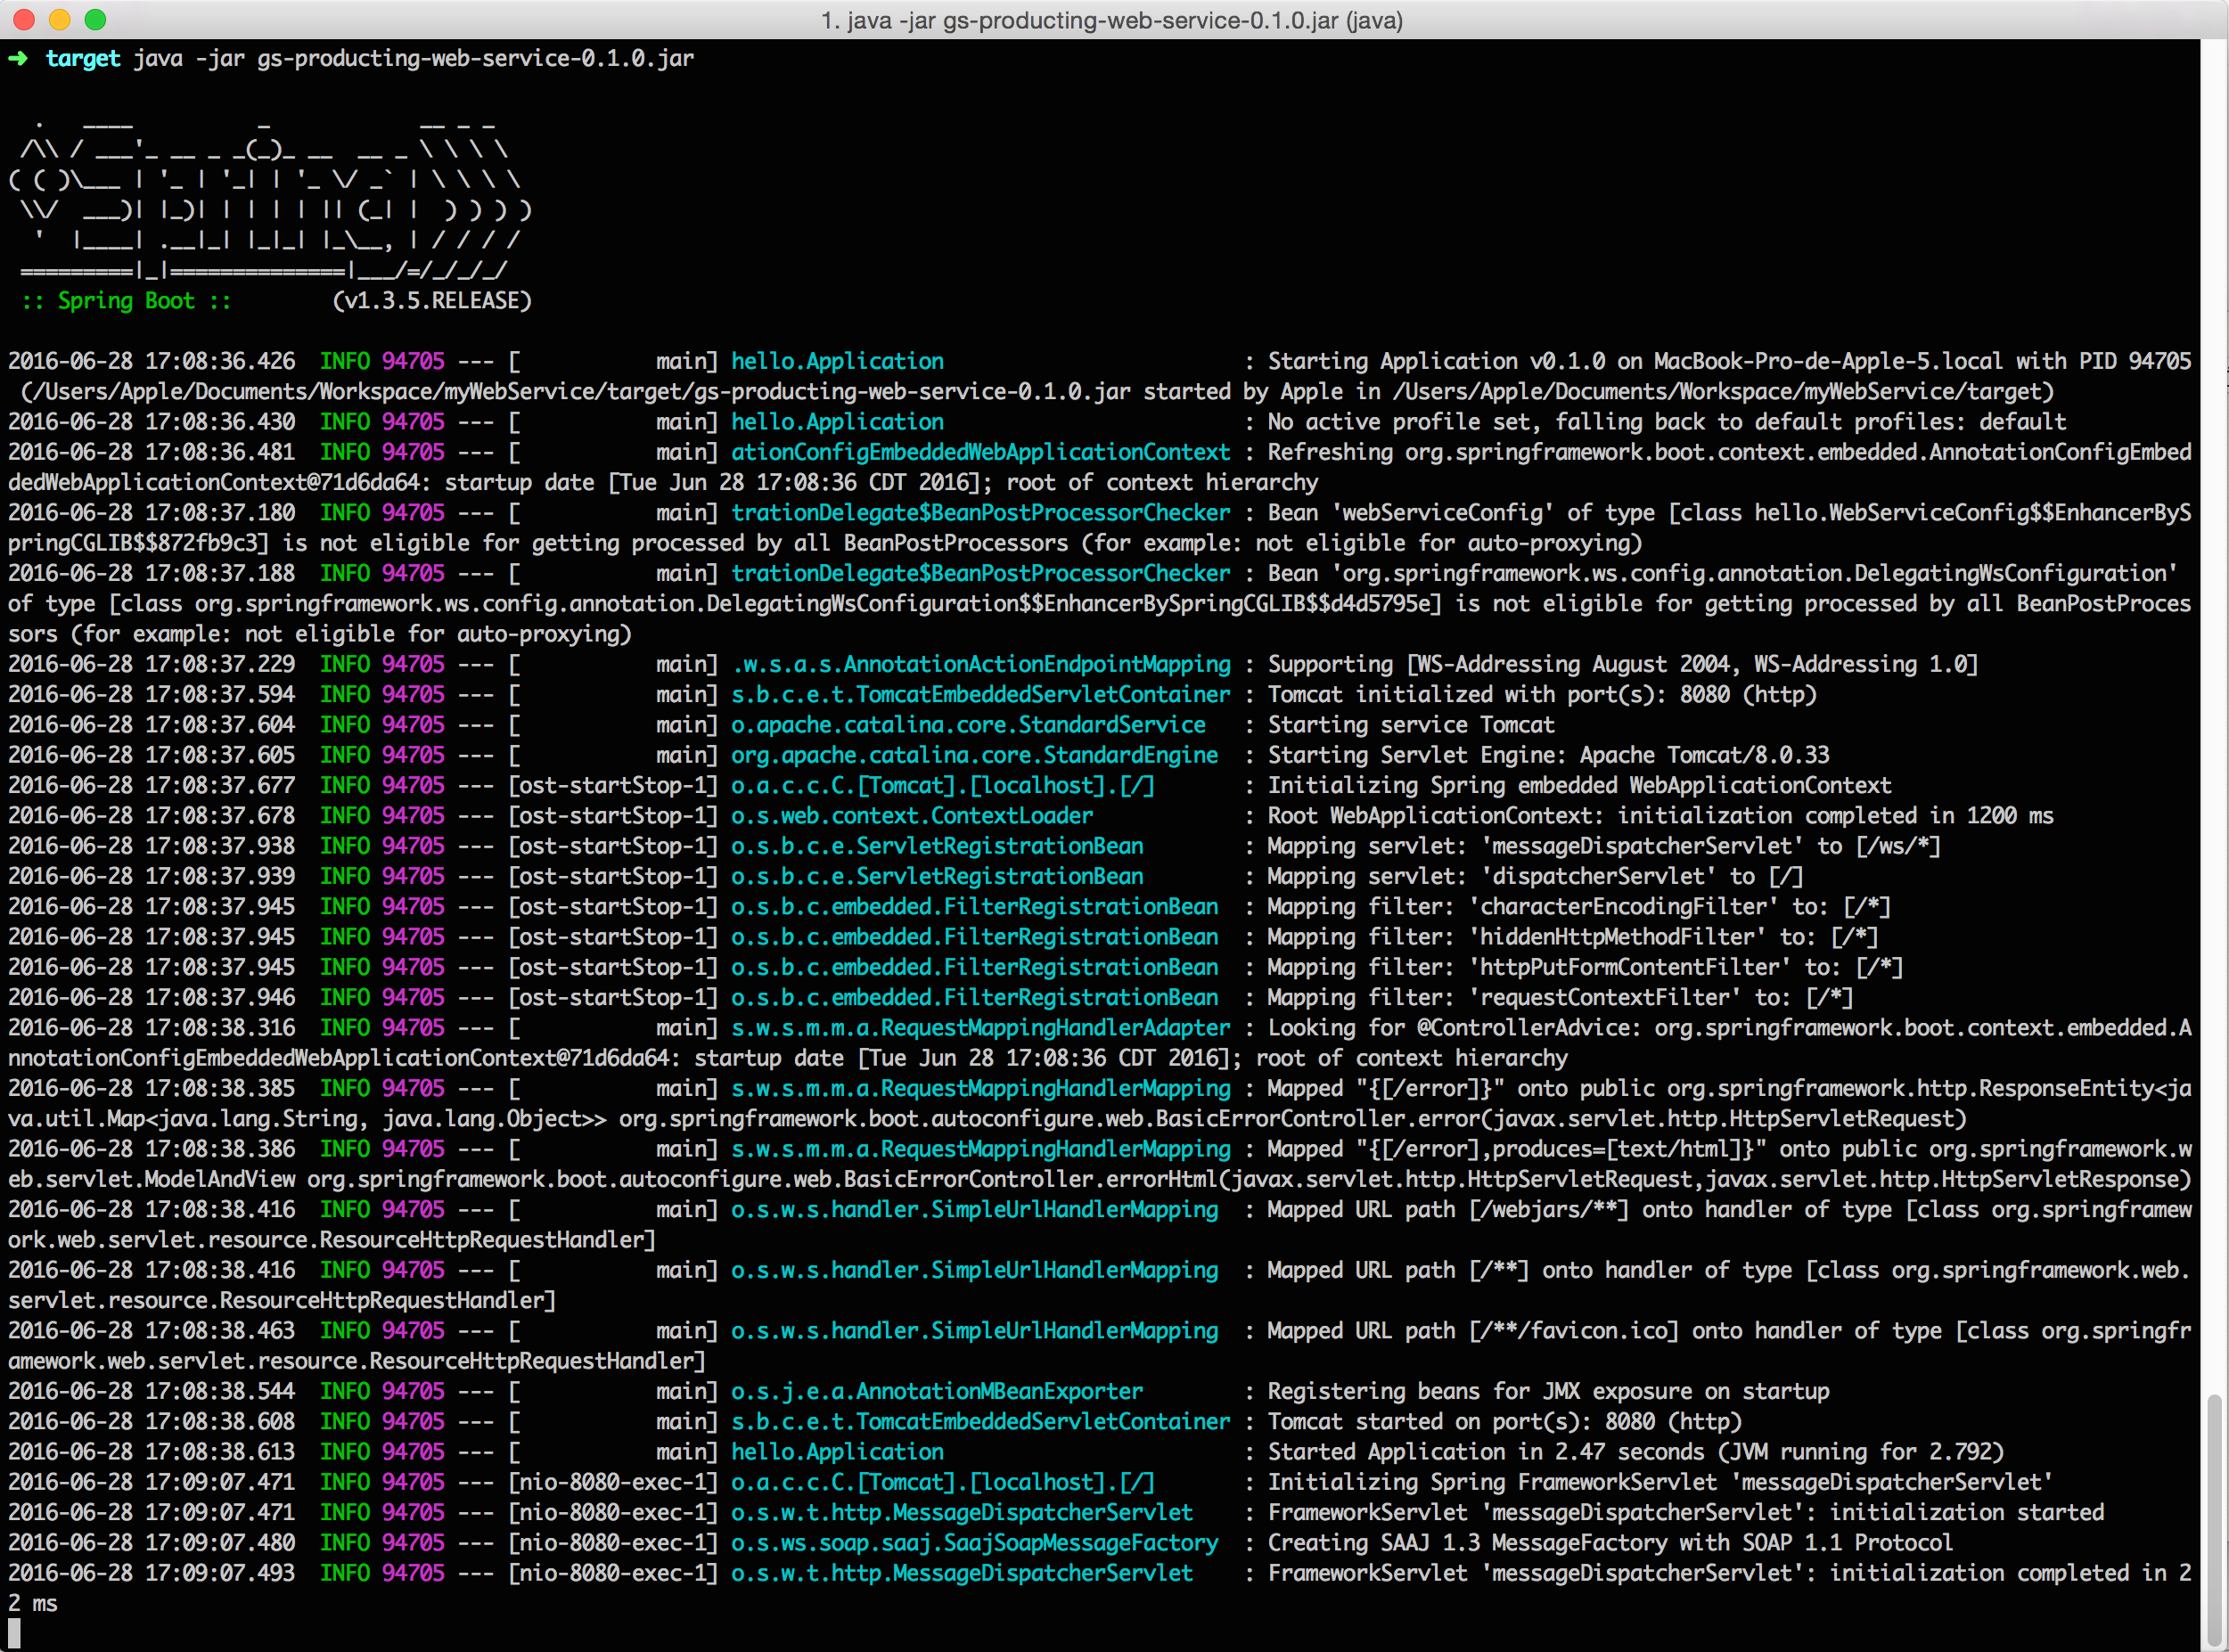 1. java -jar gs-producting-web-service-0.1.0.jar (java)
➜  target java -jar gs-producting-web-service-0.1.0.jar
  .   ____          _            __ _ _
 /\\ / ___'_ __ _ _(_)_ __  __ _ \ \ \ \
( ( )\___ | '_ | '_| | '_ \/ _` | \ \ \ \
 \\/  ___)| |_)| | | | | || (_| |  ) ) ) )
  '  |____| .__|_| |_|_| |_\__, | / / / /
 =========|_|==============|___/=/_/_/_/
 :: Spring Boot ::        (v1.3.5.RELEASE)
2016-06-28 17:08:36.426  INFO 94705 --- [           main] hello.Application                        : Starting Application v0.1.0 on MacBook-Pro-de-Apple-5.local with PID 94705
 (/Users/Apple/Documents/Workspace/myWebService/target/gs-producting-web-service-0.1.0.jar started by Apple in /Users/Apple/Documents/Workspace/myWebService/target)
2016-06-28 17:08:36.430  INFO 94705 --- [           main] hello.Application                        : No active profile set, falling back to default profiles: default
2016-06-28 17:08:36.481  INFO 94705 --- [           main] ationConfigEmbeddedWebApplicationContext : Refreshing org.springframework.boot.context.embedded.AnnotationConfigEmbed
dedWebApplicationContext@71d6da64: startup date [Tue Jun 28 17:08:36 CDT 2016]; root of context hierarchy
2016-06-28 17:08:37.180  INFO 94705 --- [           main] trationDelegate$BeanPostProcessorChecker : Bean 'webServiceConfig' of type [class hello.WebServiceConfig$$EnhancerByS
pringCGLIB$$872fb9c3] is not eligible for getting processed by all BeanPostProcessors (for example: not eligible for auto-proxying)
2016-06-28 17:08:37.188  INFO 94705 --- [           main] trationDelegate$BeanPostProcessorChecker : Bean 'org.springframework.ws.config.annotation.DelegatingWsConfiguration'
of type [class org.springframework.ws.config.annotation.DelegatingWsConfiguration$$EnhancerBySpringCGLIB$$d4d5795e] is not eligible for getting processed by all BeanPostProces
sors (for example: not eligible for auto-proxying)
2016-06-28 17:08:37.229  INFO 94705 --- [           main] .w.s.a.s.AnnotationActionEndpointMapping : Supporting [WS-Addressing August 2004, WS-Addressing 1.0]
2016-06-28 17:08:37.594  INFO 94705 --- [           main] s.b.c.e.t.TomcatEmbeddedServletContainer : Tomcat initialized with port(s): 8080 (http)
2016-06-28 17:08:37.604  INFO 94705 --- [           main] o.apache.catalina.core.StandardService   : Starting service Tomcat
2016-06-28 17:08:37.605  INFO 94705 --- [           main] org.apache.catalina.core.StandardEngine  : Starting Servlet Engine: Apache Tomcat/8.0.33
2016-06-28 17:08:37.677  INFO 94705 --- [ost-startStop-1] o.a.c.c.C.[Tomcat].[localhost].[/]       : Initializing Spring embedded WebApplicationContext
2016-06-28 17:08:37.678  INFO 94705 --- [ost-startStop-1] o.s.web.context.ContextLoader            : Root WebApplicationContext: initialization completed in 1200 ms
2016-06-28 17:08:37.938  INFO 94705 --- [ost-startStop-1] o.s.b.c.e.ServletRegistrationBean        : Mapping servlet: 'messageDispatcherServlet' to [/ws/*]
2016-06-28 17:08:37.939  INFO 94705 --- [ost-startStop-1] o.s.b.c.e.ServletRegistrationBean        : Mapping servlet: 'dispatcherServlet' to [/]
2016-06-28 17:08:37.945  INFO 94705 --- [ost-startStop-1] o.s.b.c.embedded.FilterRegistrationBean  : Mapping filter: 'characterEncodingFilter' to: [/*]
2016-06-28 17:08:37.945  INFO 94705 --- [ost-startStop-1] o.s.b.c.embedded.FilterRegistrationBean  : Mapping filter: 'hiddenHttpMethodFilter' to: [/*]
2016-06-28 17:08:37.945  INFO 94705 --- [ost-startStop-1] o.s.b.c.embedded.FilterRegistrationBean  : Mapping filter: 'httpPutFormContentFilter' to: [/*]
2016-06-28 17:08:37.946  INFO 94705 --- [ost-startStop-1] o.s.b.c.embedded.FilterRegistrationBean  : Mapping filter: 'requestContextFilter' to: [/*]
2016-06-28 17:08:38.316  INFO 94705 --- [           main] s.w.s.m.m.a.RequestMappingHandlerAdapter : Looking for @ControllerAdvice: org.springframework.boot.context.embedded.A
nnotationConfigEmbeddedWebApplicationContext@71d6da64: startup date [Tue Jun 28 17:08:36 CDT 2016]; root of context hierarchy
2016-06-28 17:08:38.385  INFO 94705 --- [           main] s.w.s.m.m.a.RequestMappingHandlerMapping : Mapped "{[/error]}" onto public org.springframework.http.ResponseEntity<ja
va.util.Map<java.lang.String, java.lang.Object>> org.springframework.boot.autoconfigure.web.BasicErrorController.error(javax.servlet.http.HttpServletRequest)
2016-06-28 17:08:38.386  INFO 94705 --- [           main] s.w.s.m.m.a.RequestMappingHandlerMapping : Mapped "{[/error],produces=[text/html]}" onto public org.springframework.w
eb.servlet.ModelAndView org.springframework.boot.autoconfigure.web.BasicErrorController.errorHtml(javax.servlet.http.HttpServletRequest,javax.servlet.http.HttpServletResponse)
2016-06-28 17:08:38.416  INFO 94705 --- [           main] o.s.w.s.handler.SimpleUrlHandlerMapping  : Mapped URL path [/webjars/**] onto handler of type [class org.springframew
ork.web.servlet.resource.ResourceHttpRequestHandler]
2016-06-28 17:08:38.416  INFO 94705 --- [           main] o.s.w.s.handler.SimpleUrlHandlerMapping  : Mapped URL path [/**] onto handler of type [class org.springframework.web.
servlet.resource.ResourceHttpRequestHandler]
2016-06-28 17:08:38.463  INFO 94705 --- [           main] o.s.w.s.handler.SimpleUrlHandlerMapping  : Mapped URL path [/**/favicon.ico] onto handler of type [class org.springfr
amework.web.servlet.resource.ResourceHttpRequestHandler]
2016-06-28 17:08:38.544  INFO 94705 --- [           main] o.s.j.e.a.AnnotationMBeanExporter        : Registering beans for JMX exposure on startup
2016-06-28 17:08:38.608  INFO 94705 --- [           main] s.b.c.e.t.TomcatEmbeddedServletContainer : Tomcat started on port(s): 8080 (http)
2016-06-28 17:08:38.613  INFO 94705 --- [           main] hello.Application                        : Started Application in 2.47 seconds (JVM running for 2.792)
2016-06-28 17:09:07.471  INFO 94705 --- [nio-8080-exec-1] o.a.c.c.C.[Tomcat].[localhost].[/]       : Initializing Spring FrameworkServlet 'messageDispatcherServlet'
2016-06-28 17:09:07.471  INFO 94705 --- [nio-8080-exec-1] o.s.w.t.http.MessageDispatcherServlet    : FrameworkServlet 'messageDispatcherServlet': initialization started
2016-06-28 17:09:07.480  INFO 94705 --- [nio-8080-exec-1] o.s.ws.soap.saaj.SaajSoapMessageFactory  : Creating SAAJ 1.3 MessageFactory with SOAP 1.1 Protocol
2016-06-28 17:09:07.493  INFO 94705 --- [nio-8080-exec-1] o.s.w.t.http.MessageDispatcherServlet    : FrameworkServlet 'messageDispatcherServlet': initialization completed in 2
2 ms